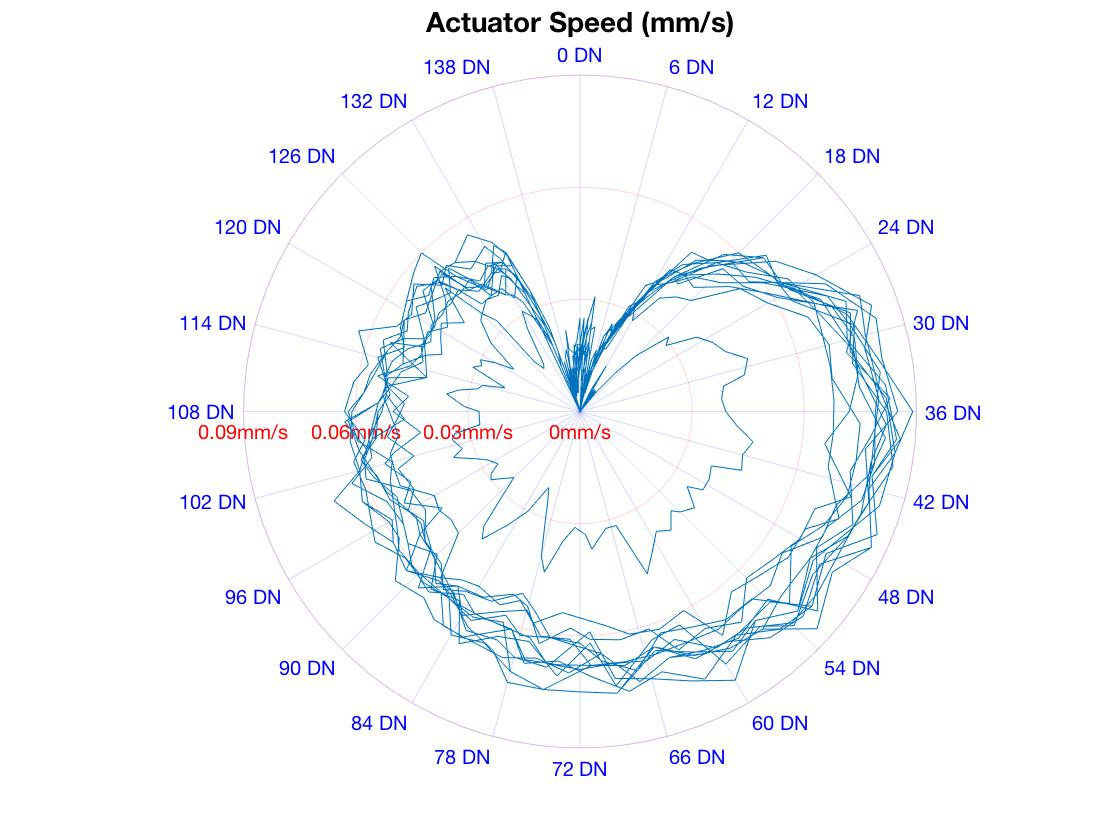 Actuator Speed (mm/s)
0 DN
6 DN
12 DN
18 DN
24 DN
30 DN
36 DN
42 DN
48 DN
54 DN
60 DN
66 DN
72 DN
78 DN
84 DN
90 DN
96 DN
102 DN
108 DN
114 DN
120 DN
126 DN
132 DN
138 DN
0.09mm/s 0.06mm/s 0.03mm/s 0mm/s